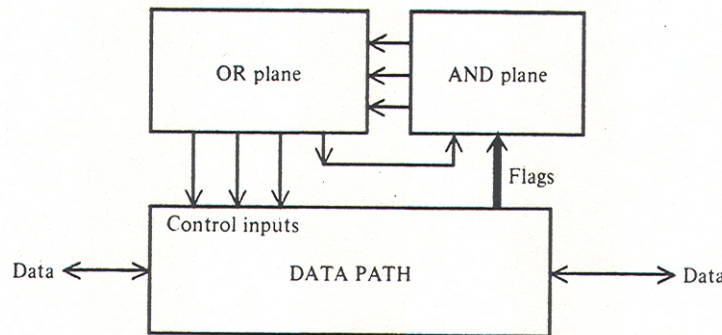 OR plane
AND plane
Flags
Control inputs
Data
DATA PATH
Data